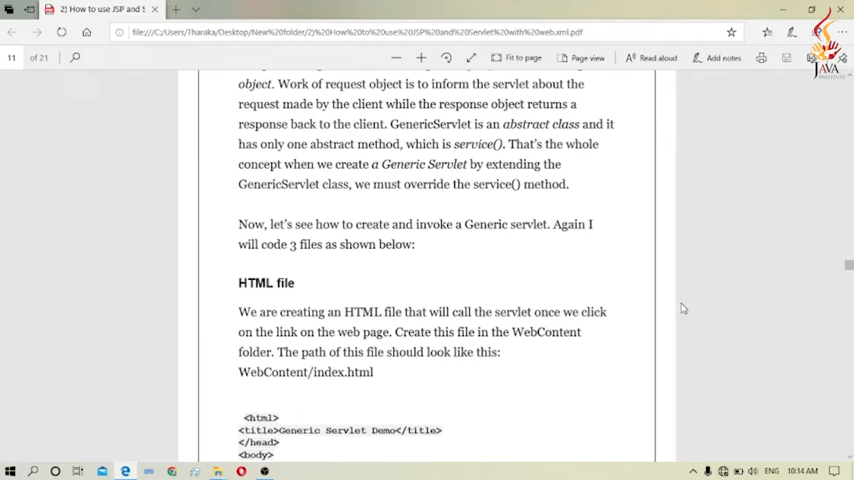 2) How to use JSP and S
file:///C:/Users/Tharaka/Desktop/New%20folder/2)%20How%20to%20use%20JSP%20and%20Servlet%20with%20web.xml.pdf
11 of 21
Fit to page
Page view
Read aloud
Add notes
JAVA
INSTITUTE
object. Work of request object is to inform the servlet about the
request made by the client while the response object returns a
response back to the client. GenericServlet is an abstract class and it
has only one abstract method, which is service(). That's the whole
concept when we create a Generic Servlet by extending the
GenericServlet class, we must override the service() method.
Now, let's see how to create and invoke a Generic servlet. Again I
will code 3 files as shown below:
HTML file
We are creating an HTML file that will call the servlet once we click
on the link on the web page. Create this file in the WebContent
folder. The path of this file should look like this:
WebContent/index.html
<html>
<title>Generic Servlet Demo</title>
</head>
<body>
ENG
10:14 AM